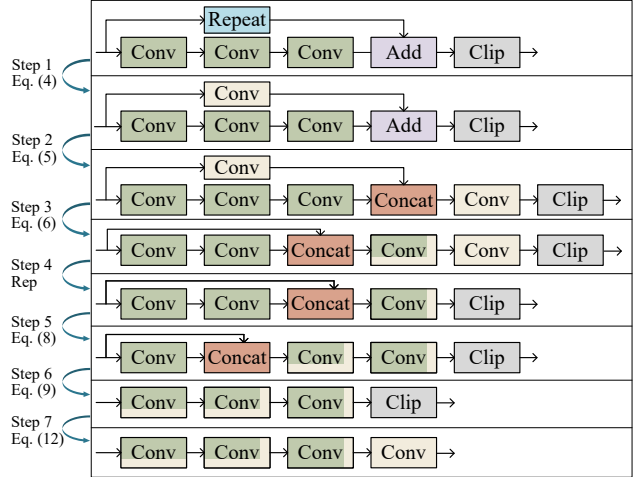 Repeat
Conv Conv Conv Add Clip
Step 1
Eq. (4)
Conv
Conv Conv Conv Add Clip
Step 2
Eq. (5)
Conv
Conv Conv Conv Concat Conv Clip
Step 3
Eq. (6)
Conv Conv Concat Conv Conv Clip
Step 4
Rep
Conv Conv Concat Conv Clip
Step 5
Eq. (8)
Conv Concat Conv Conv Clip
Step 6
Eq. (9)
Conv Conv Conv Clip
Step 7
Eq. (12)
Conv Conv Conv Conv